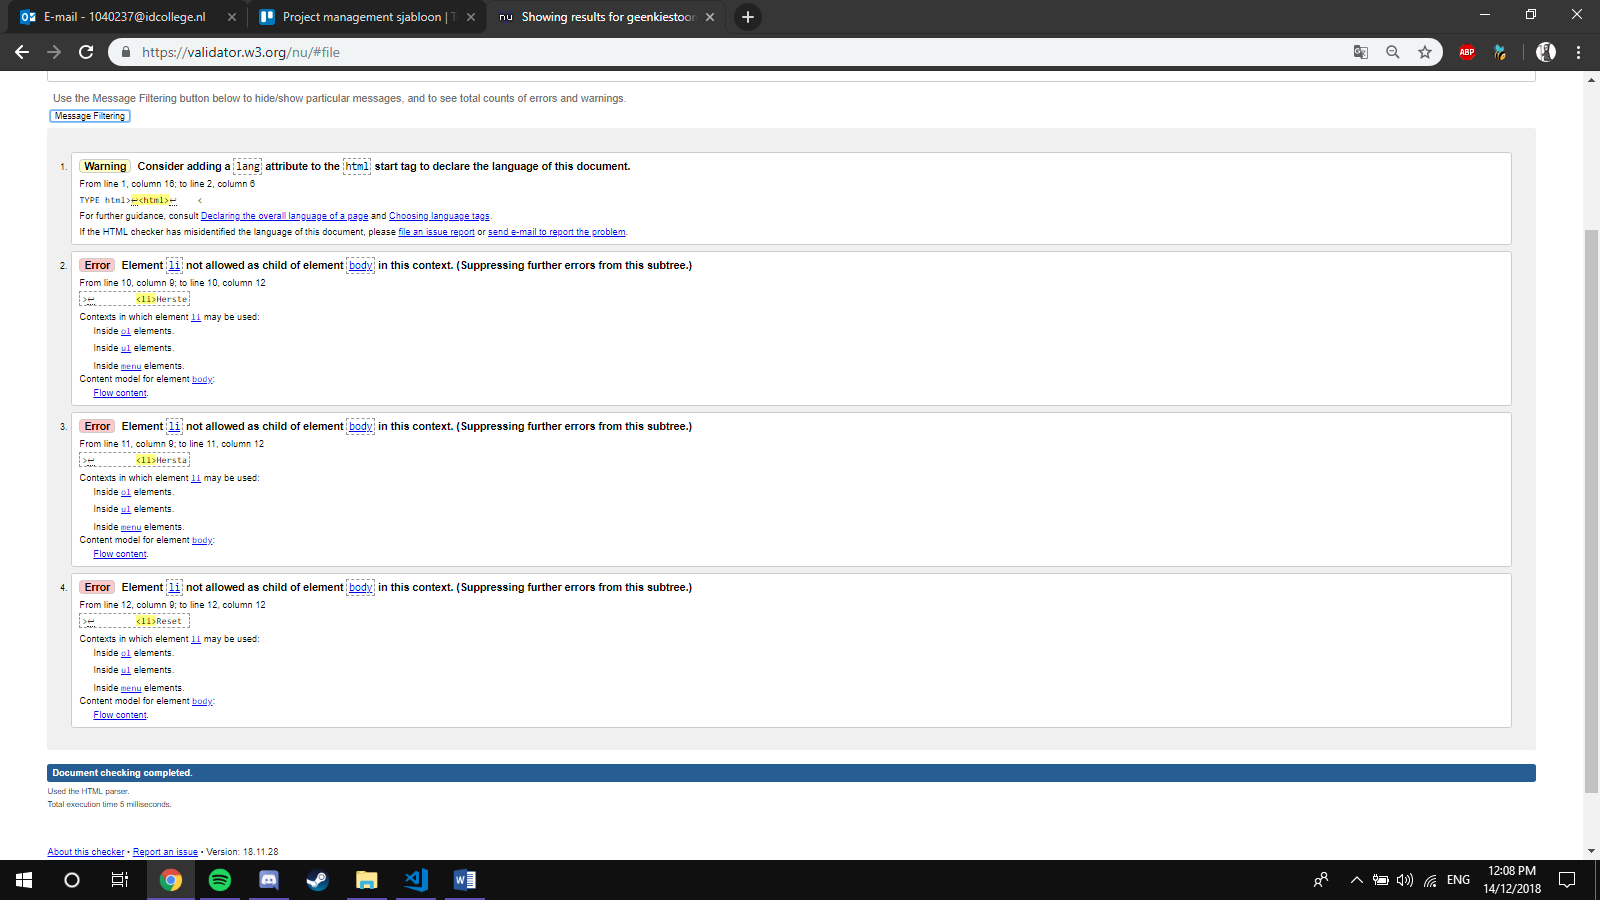 E-mail - 1040237@idcollege.nl
Project management sjabloon | T
nu Showing results for geenkiestoor
https://validator.w3.org/nu/#file
ABP
Use the Message Filtering button below to hide/show particular messages, and to see total counts of errors and warnings.
Message Filtering
1. Warning Consider adding a lang attribute to the html start tag to declare the language of this document.
From line 1, column 16; to line 2, column 6
TYPE html>↩<html>↩ <
For further guidance, consult Declaring the overall language of a page and Choosing language tags.
If the HTML checker has misidentified the language of this document, please file an issue report or send e-mail to report the problem.
2. Error Element li not allowed as child of element body in this context. (Suppressing further errors from this subtree.)
From line 10, column 9; to line 10, column 12
>↩ <li>Herste
Contexts in which element li may be used:
Inside ol elements.
Inside ul elements.
Inside menu elements.
Content model for element body:
Flow content.
3. Error Element li not allowed as child of element body in this context. (Suppressing further errors from this subtree.)
From line 11, column 9; to line 11, column 12
>↩ <li>Hersta
Contexts in which element li may be used:
Inside ol elements.
Inside ul elements.
Inside menu elements.
Content model for element body:
Flow content.
4. Error Element li not allowed as child of element body in this context. (Suppressing further errors from this subtree.)
From line 12, column 9; to line 12, column 12
>↩ <li>Reset
Contexts in which element li may be used:
Inside ol elements.
Inside ul elements.
Inside menu elements.
Content model for element body:
Flow content.
Document checking completed.
Used the HTML parser.
Total execution time 5 milliseconds.
About this checker • Report an issue • Version: 18.11.28
ENG
12:08 PM
14/12/2018